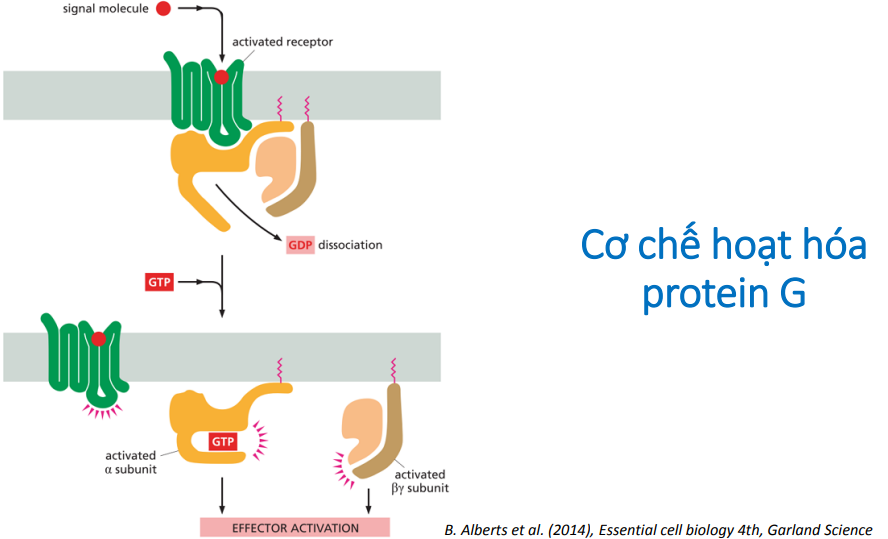 signal molecule
activated receptor
GDP dissociation
GTP
Cơ chế hoạt hóa
protein G
GTP
activated
α subunit
activated
βγ subunit
EFFECTOR ACTIVATION
B. Alberts et al. (2014), Essential cell biology 4th, Garland Science